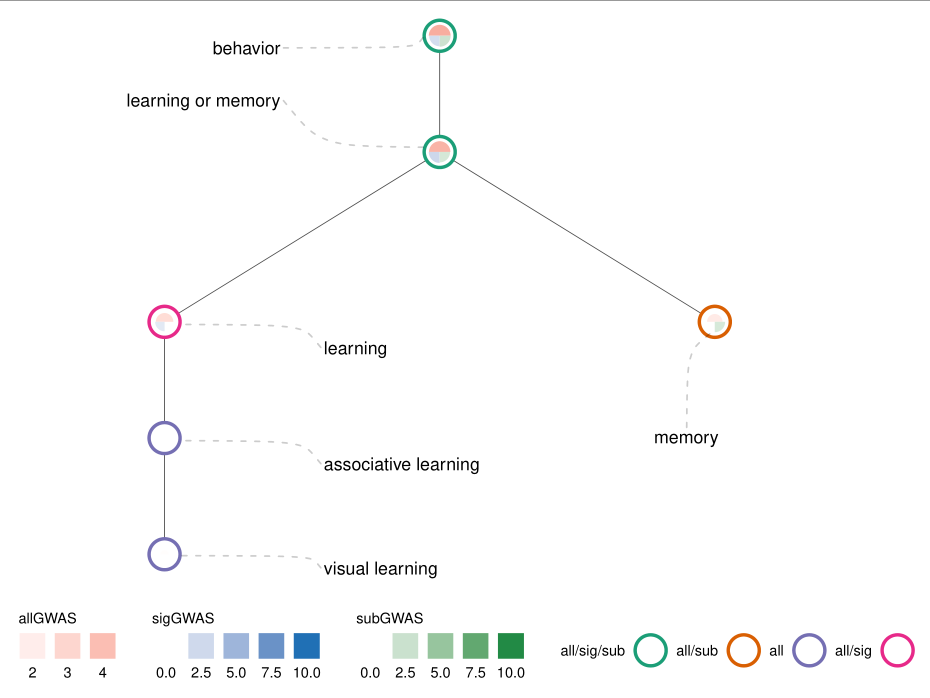 behavior
learning or memory
learning
memory
associative learning
visual learning
allGWAS sigGWAS subGWAS
all/sig/sub all/sub all all/sig
2 3 4 0.0 2.5 5.0 7.5 10.0 0.0 2.5 5.0 7.5 10.0